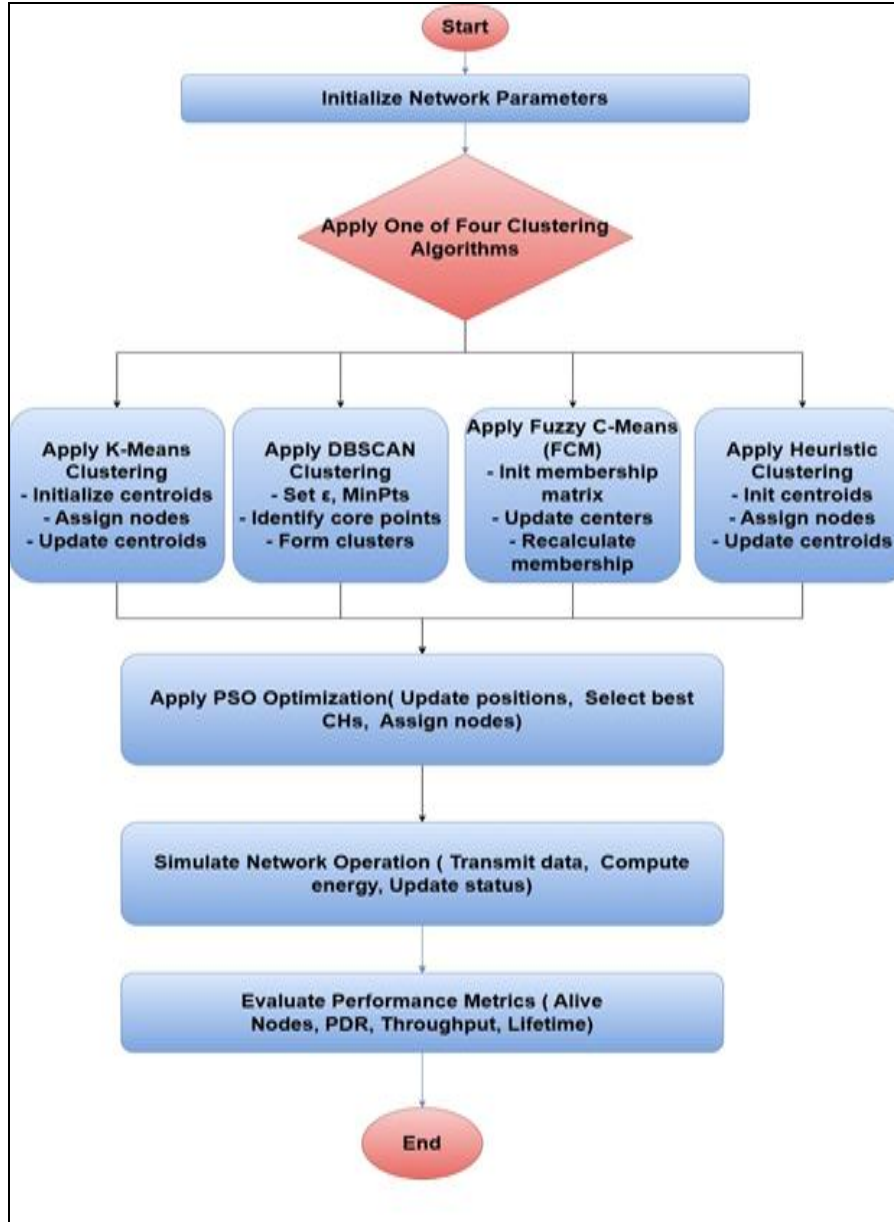 Start
Initialize Network Parameters
Apply One of Four Clustering
Algorithms
Apply K-Means
Clustering
- Initialize centroids
- Assign nodes
- Update centroids
Apply DBSCAN
Clustering
- Set ε, MinPts
- Identify core points
- Form clusters
Apply Fuzzy C-Means
(FCM)
- Init membership
matrix
- Update centers
- Recalculate
membership
Apply Heuristic
Clustering
- Init centroids
- Assign nodes
- Update centroids
Apply PSO Optimization( Update positions, Select best
CHs, Assign nodes)
Simulate Network Operation ( Transmit data, Compute
energy, Update status)
Evaluate Performance Metrics ( Alive
Nodes, PDR, Throughput, Lifetime)
End